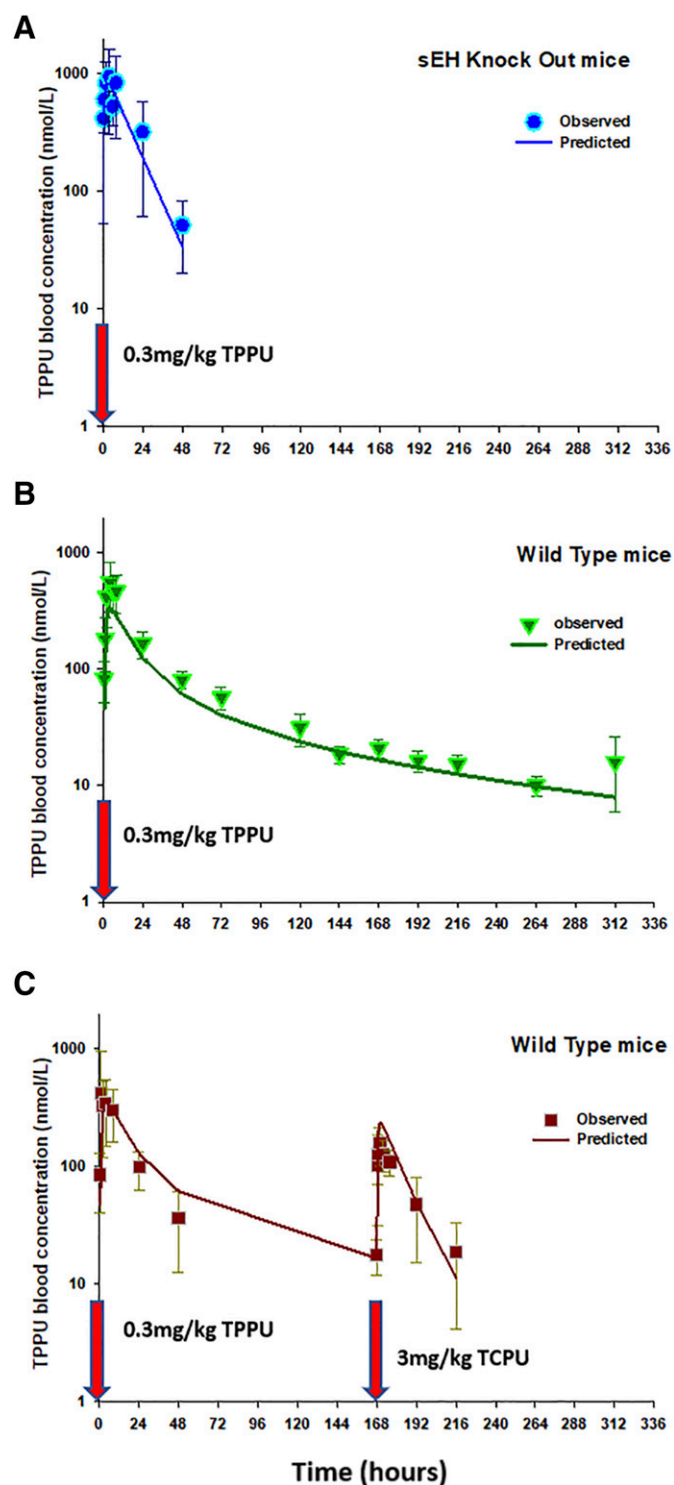 A
sEH Knock Out mice
Observed
Predicted
TPPU blood concentration (nmol/L)
1000
100
10
1
0.3mg/kg TPPU
0 24 48 72 96 120 144 168 192 216 240 264 288 312 336
B
Wild Type mice
observed
Predicted
TPPU blood concentration (nmol/L)
1000
100
10
1
0.3mg/kg TPPU
0 24 48 72 96 120 144 168 192 216 240 264 288 312 336
C
Wild Type mice
Observed
Predicted
TPPU blood concentration (nmol/L)
1000
100
10
1
0.3mg/kg TPPU
3mg/kg TCPU
0 24 48 72 96 120 144 168 192 216 240 264 288 312 336
Time (hours)